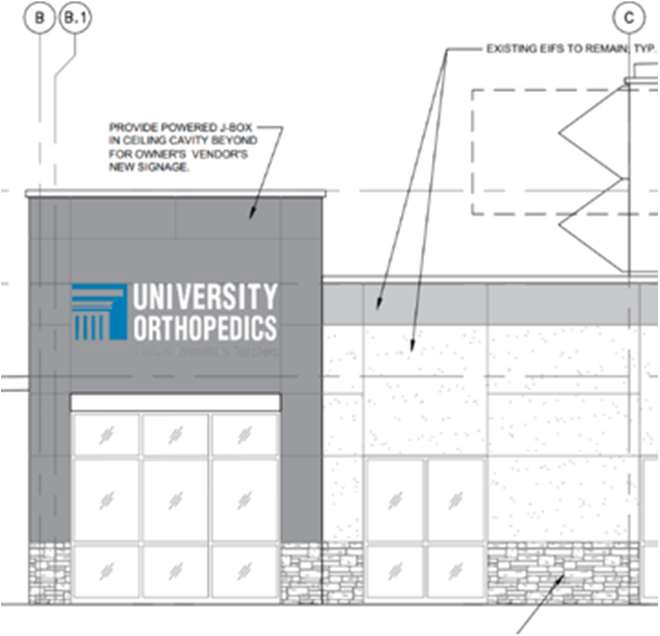 B
B.1
C
EXISTING EIFS TO REMAIN, TYP.
PROVIDE POWERED J-BOX
IN CEILING CAVITY BEYOND
FOR OWNER'S VENDOR'S
NEW SIGNAGE.
UNIVERSITY
ORTHOPEDICS